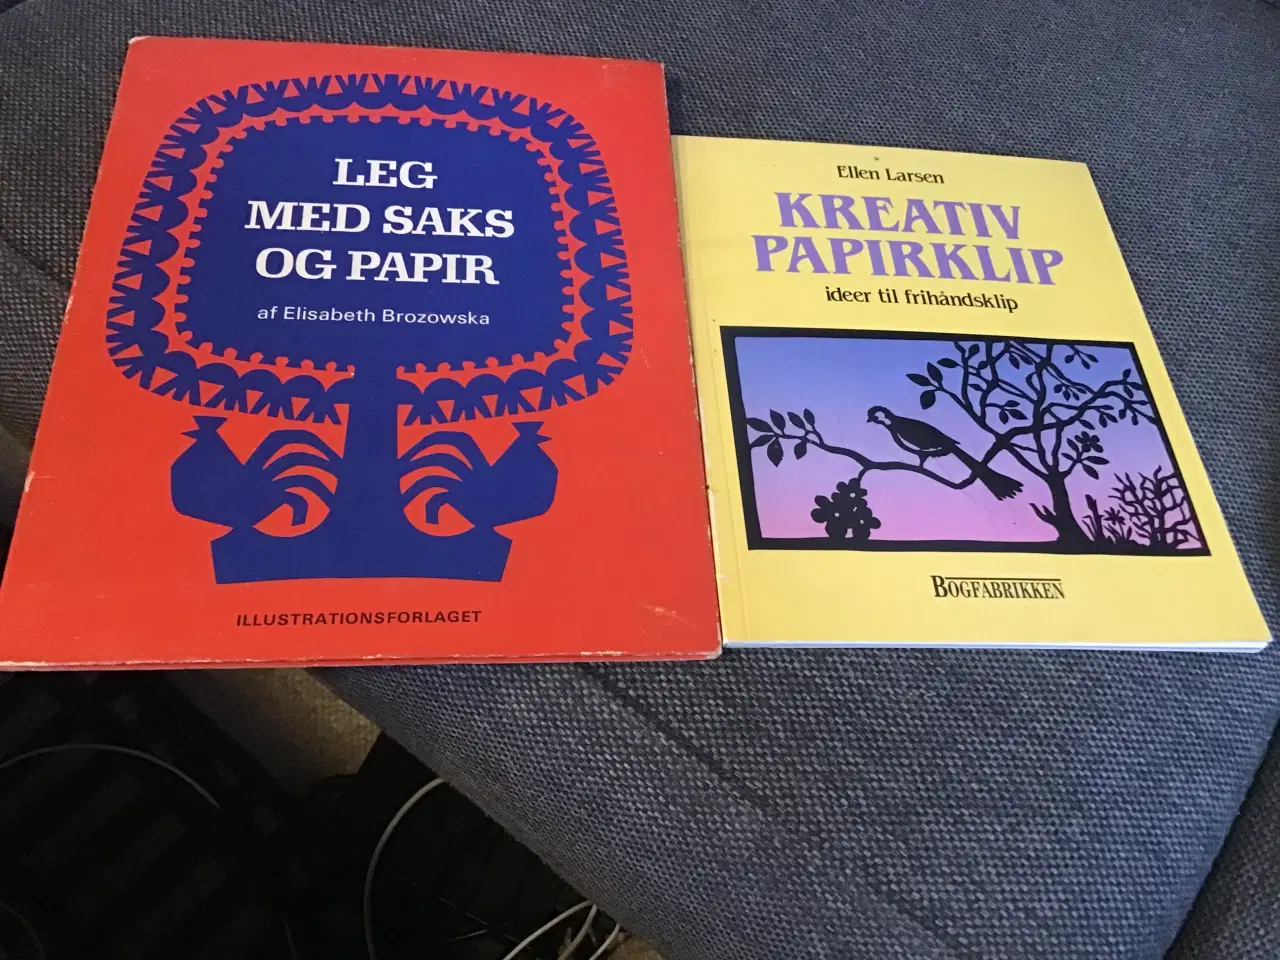 LEG
MED SAKS
OG PAPIR
af Elisabeth Brozowska
ILLUSTRATIONSFORLAGET
Ellen Larsen
KREATIV
PAPIRKLIP
ideer til frihåndsklip
BOGFABRIKKEN